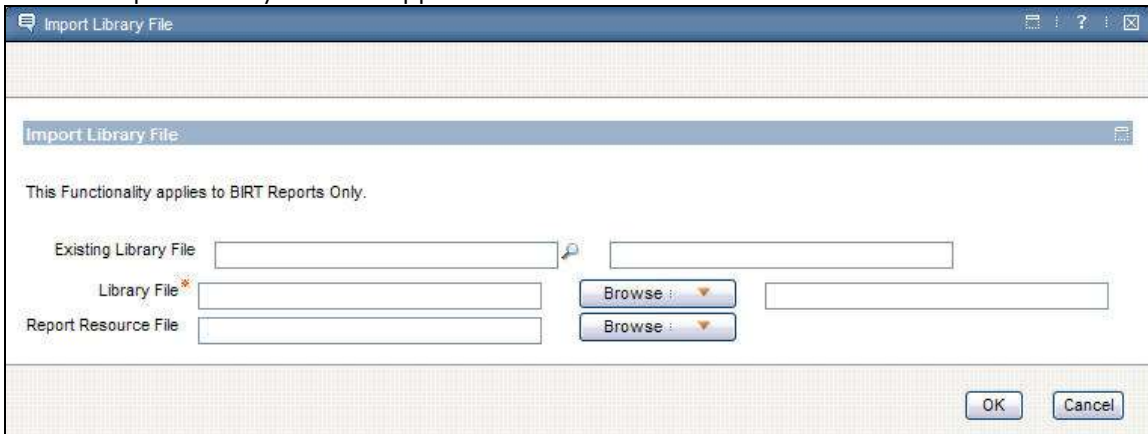 Import Library File
?
Import Library File
This Functionality applies to BIRT Reports Only.
Existing Library File
Library File* Browse
Report Resource File Browse
OK Cancel